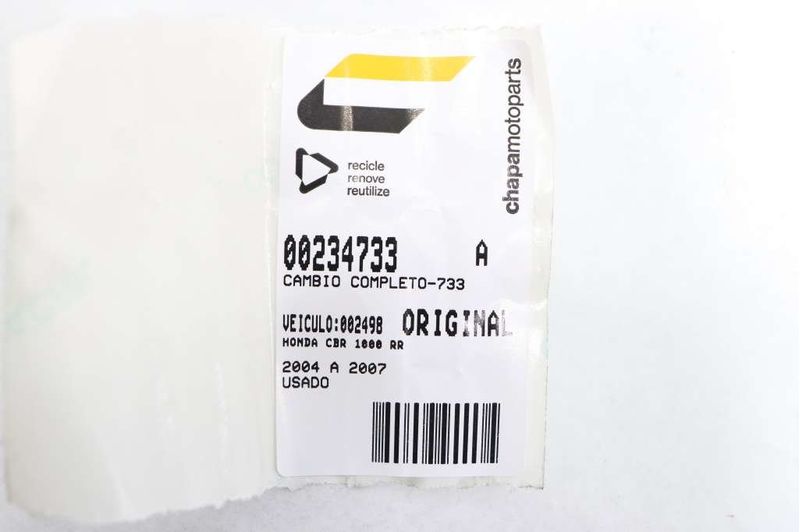 chapamotoparts
recicle
renove
reutilize
00234733 A
CAMBIO COMPLETO-733
VEICULO:002498 ORIGINAL
HONDA CBR 1000 RR
2004 A 2007
USADO